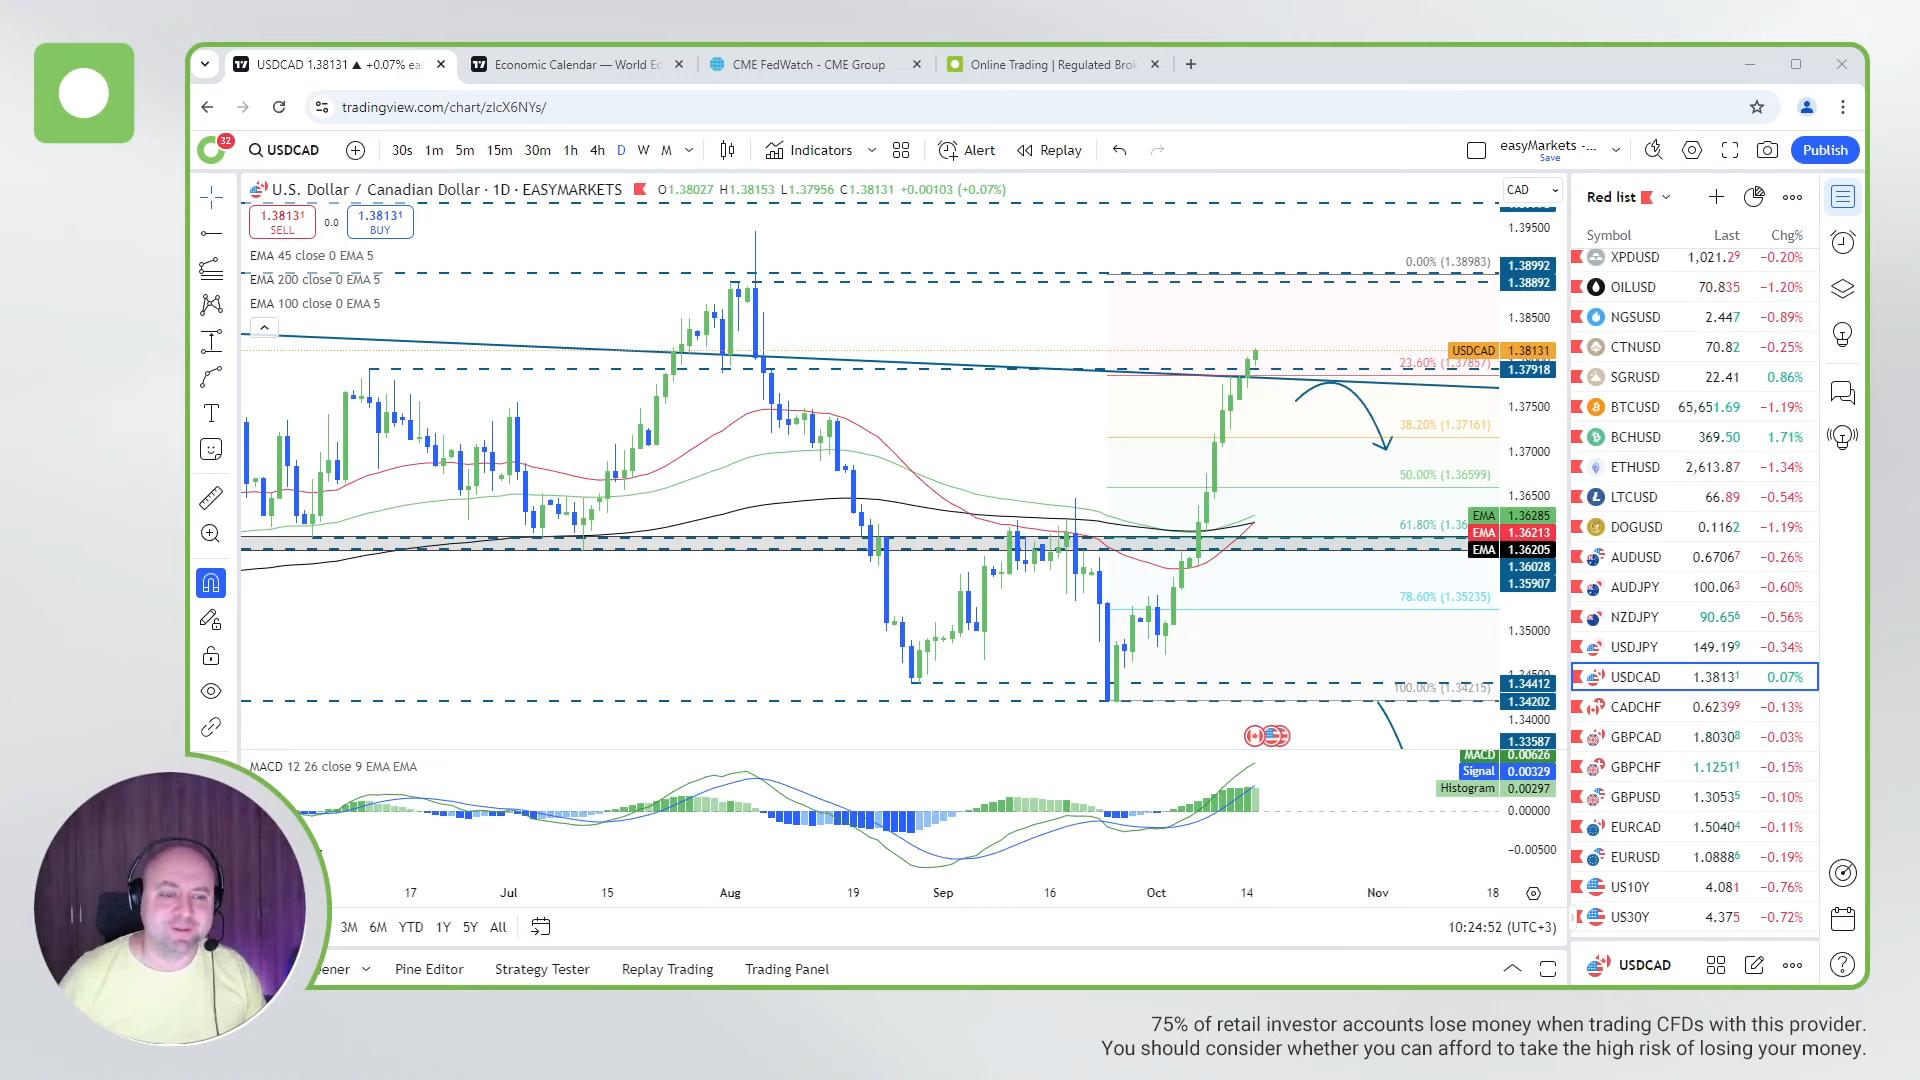 USDCAD 1.38131 ▲ +0.07% ea
Economic Calendar — World Ec
CME FedWatch - CME Group
Online Trading | Regulated Brok
tradingview.com/chart/zIcX6NYs/
32
USDCAD
30s 1m 5m 15m 30m 1h 4h D W M
Indicators
Alert
Replay
easyMarkets -...
Save
Publish
U.S. Dollar / Canadian Dollar · 1D · EASYMARKETS
O1.38027 H1.38153 L1.37956 C1.38131 +0.00103 (+0.07%)
CAD
1.38131
SELL
0.0
1.38131
BUY
EMA 45 close 0 EMA 5
EMA 200 close 0 EMA 5
EMA 100 close 0 EMA 5
1.39500
0.00% (1.38983)
1.38992
1.38892
1.38500
USDCAD 1.38131
23.60% (1.37857)
1.37918
1.37500
38.20% (1.37161)
1.37000
50.00% (1.36599)
1.36500
EMA 1.36285
61.80% (1.36
EMA 1.36213
EMA 1.36205
1.36028
1.35907
78.60% (1.35235)
1.35000
1.34500
100.00% (1.34215)
1.34412
1.34202
1.34000
1.33587
MACD 12 26 close 9 EMA EMA
MACD 0.00626
Signal 0.00329
Histogram 0.00297
0.00000
−0.00500
17 Jul 15 Aug 19 Sep 16 Oct 14 Nov 18
3M 6M YTD 1Y 5Y All
10:24:52 (UTC+3)
ener
Pine Editor
Strategy Tester
Replay Trading
Trading Panel
Red list
Symbol Last Chg%
XPDUSD 1,021.29 −0.20%
OILUSD 70.835 −1.20%
NGSUSD 2.447 −0.89%
CTNUSD 70.82 −0.25%
SGRUSD 22.41 0.86%
BTCUSD 65,651.69 −1.19%
BCHUSD 369.50 1.71%
ETHUSD 2,613.87 −1.34%
LTCUSD 66.89 −0.54%
DOGUSD 0.1162 −1.19%
AUDUSD 0.67067 −0.26%
AUDJPY 100.063 −0.60%
NZDJPY 90.656 −0.56%
USDJPY 149.199 −0.34%
USDCAD 1.38131 0.07%
CADCHF 0.62399 −0.13%
GBPCAD 1.80308 −0.03%
GBPCHF 1.12511 −0.15%
GBPUSD 1.30535 −0.10%
EURCAD 1.50404 −0.11%
EURUSD 1.08886 −0.19%
US10Y 4.081 −0.76%
US30Y 4.375 −0.72%
USDCAD
75% of retail investor accounts lose money when trading CFDs with this provider.
You should consider whether you can afford to take the high risk of losing your money.